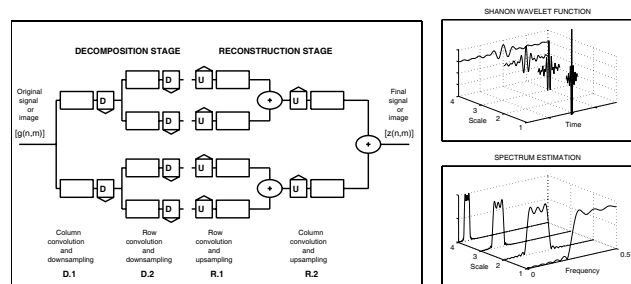 DECOMPOSITION STAGE RECONSTRUCTION STAGE
Original
signal or
image
[g(n,m)]
D
D
D
D
D
D
U
U
U
U
U
U
+
+
+
Final
signal
or image
[z(n,m)]
Column
convolution
and
downsampling
D.1
Row
convolution
and
downsampling
D.2
Row
convolution
and
upsampling
R.1
Column
convolution
and
upsampling
R.2
SHANON WAVELET FUNCTION
4
3
2
1
Scale
Time
SPECTRUM ESTIMATION
4
3
2
1
Scale
0
0.5
Frequency